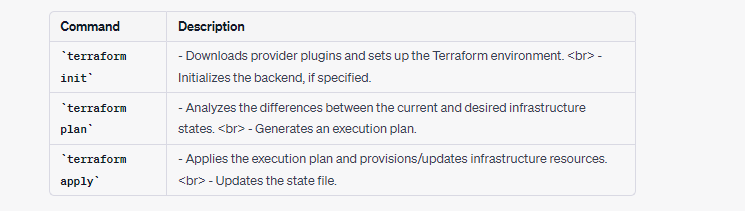 Command Description
`terraform - Downloads provider plugins and sets up the Terraform environment. <br> -
init` Initializes the backend, if specified.
`terraform - Analyzes the differences between the current and desired infrastructure
plan` states. <br> - Generates an execution plan.
`terraform - Applies the execution plan and provisions/updates infrastructure resources.
apply` <br> - Updates the state file.